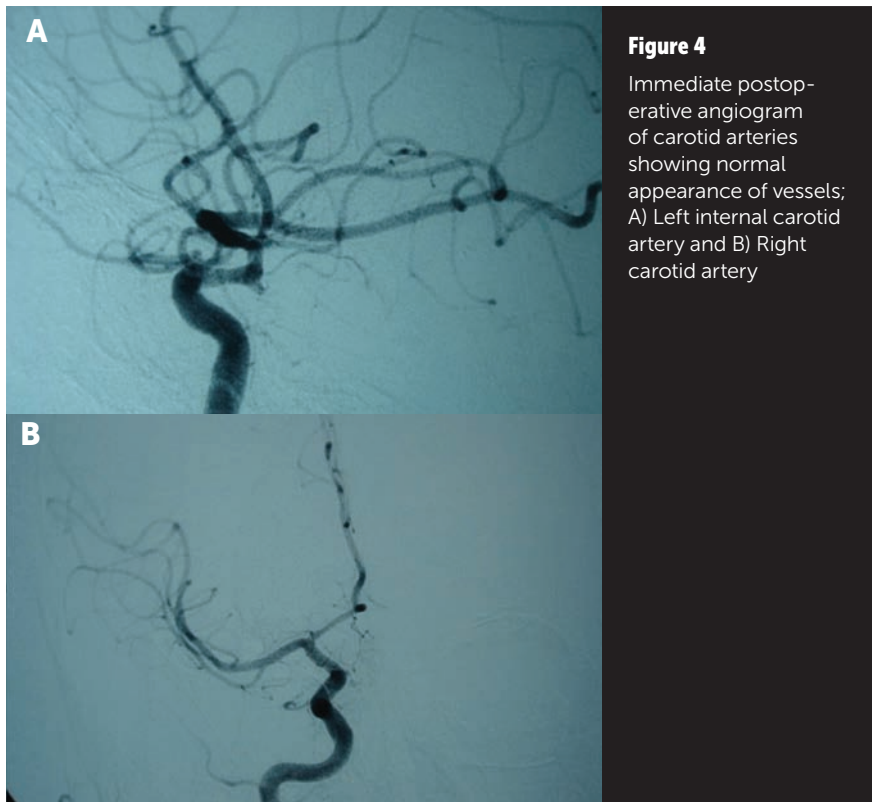 A
B
Figure 4
Immediate postop-
erative angiogram
of carotid arteries
showing normal
appearance of vessels;
A) Left internal carotid
artery and B) Right
carotid artery